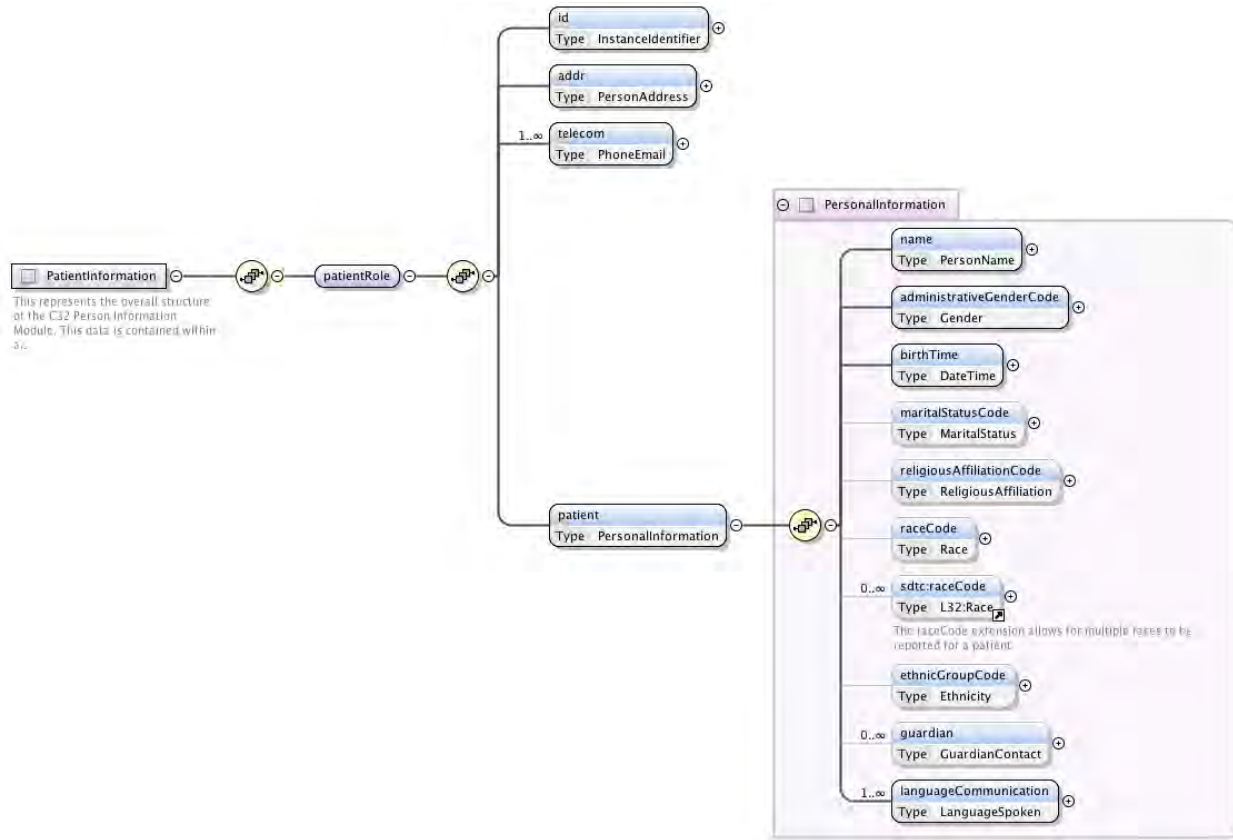 id
Type InstanceIdentifier
addr
Type PersonAddress
1..∞
telecom
Type PhoneEmail
PatientInformation
patientRole
This represents the overall structure
of the C32 Person Information
Module. This data is contained within
PersonalInformation
name
Type PersonName
administrativeGenderCode
Type Gender
birthTime
Type DateTime
maritalStatusCode
Type MaritalStatus
religiousAffiliationCode
Type ReligiousAffiliation
patient
Type PersonalInformation
raceCode
Type Race
0..∞
sdtc:raceCode
Type L32:Race
The raceCode extension allows for multiple races to be
reported for a patient
ethnicGroupCode
Type Ethnicity
0..∞
guardian
Type GuardianContact
1..∞
languageCommunication
Type LanguageSpoken